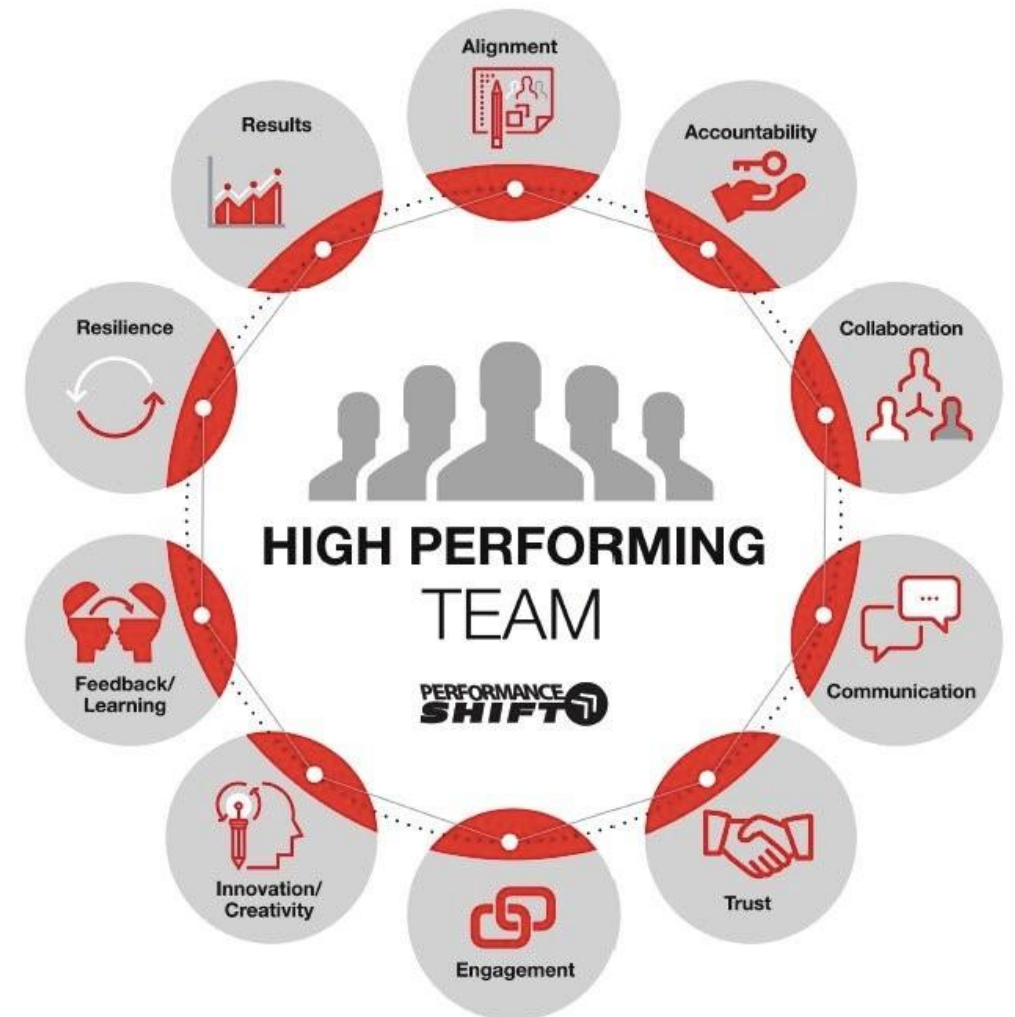 Alignment
Accountability
Collaboration
Communication
Trust
Engagement
Innovation/
Creativity
Feedback/
Learning
Resilience
Results
HIGH PERFORMING
TEAM
PERFORMANCE
SHIFT